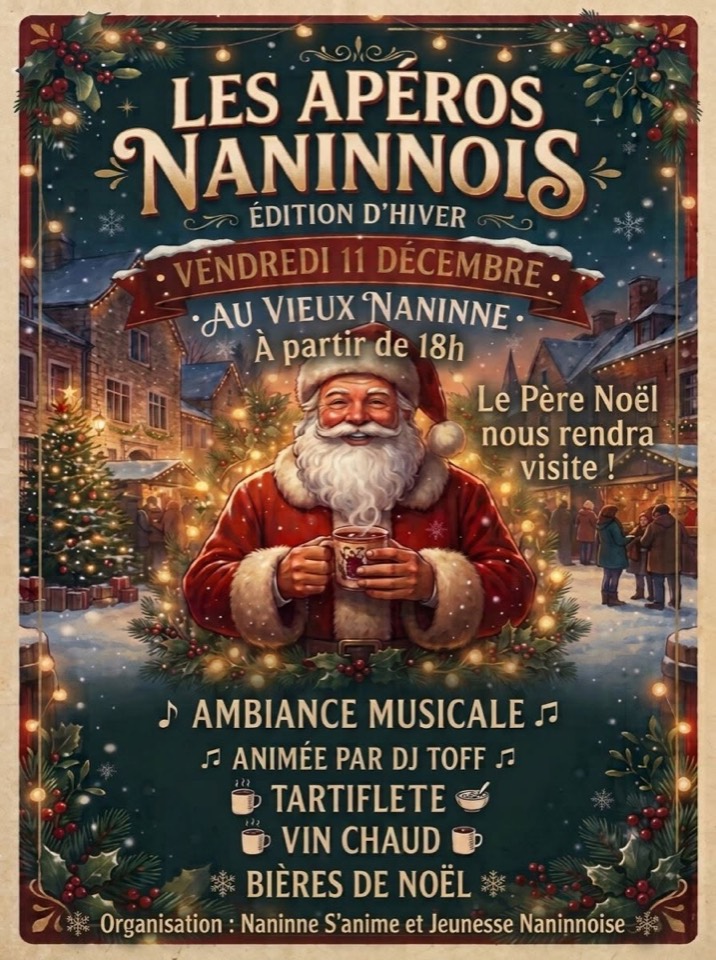 LES APÉROS
NANINNOIS
ÉDITION D'HIVER
• VENDREDI 11 DÉCEMBRE •
• AU VIEUX NANINNE •
À partir de 18h
Le Père Noël
nous rendra
visite !
♪ AMBIANCE MUSICALE ♫
♫ ANIMÉE PAR DJ TOFF ♫
TARTIFLETE
VIN CHAUD
BIÈRES DE NOËL
Organisation : Naninne S'anime et Jeunesse Naninnoise